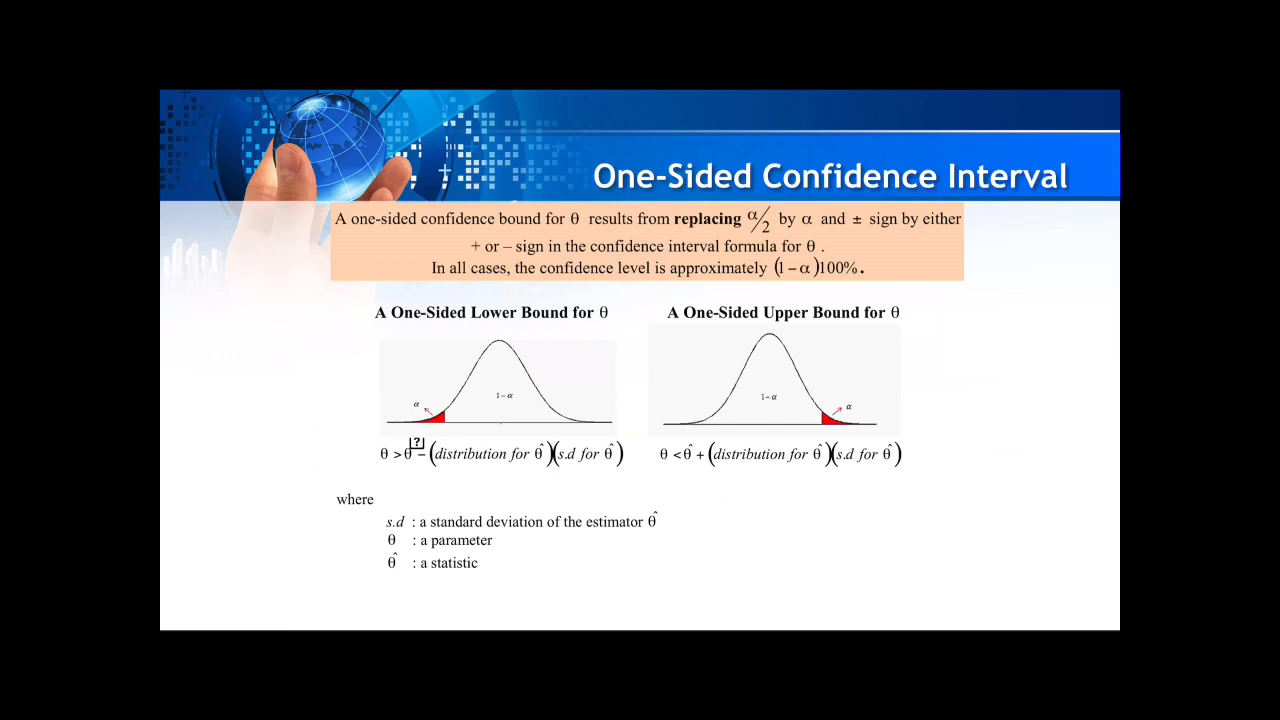 One-Sided Confidence Interval
A one-sided confidence bound for θ results from replacing α/2 by α and ± sign by either
+ or – sign in the confidence interval formula for θ .
In all cases, the confidence level is approximately (1 − α)100%.
A One-Sided Lower Bound for θ
A One-Sided Upper Bound for θ
α
1−α
1−α
α
θ > θ̂ − (distribution for θ̂)(s.d for θ̂)
?
θ < θ̂ + (distribution for θ̂)(s.d for θ̂)
where
s.d : a standard deviation of the estimator θ̂
θ : a parameter
θ̂ : a statistic